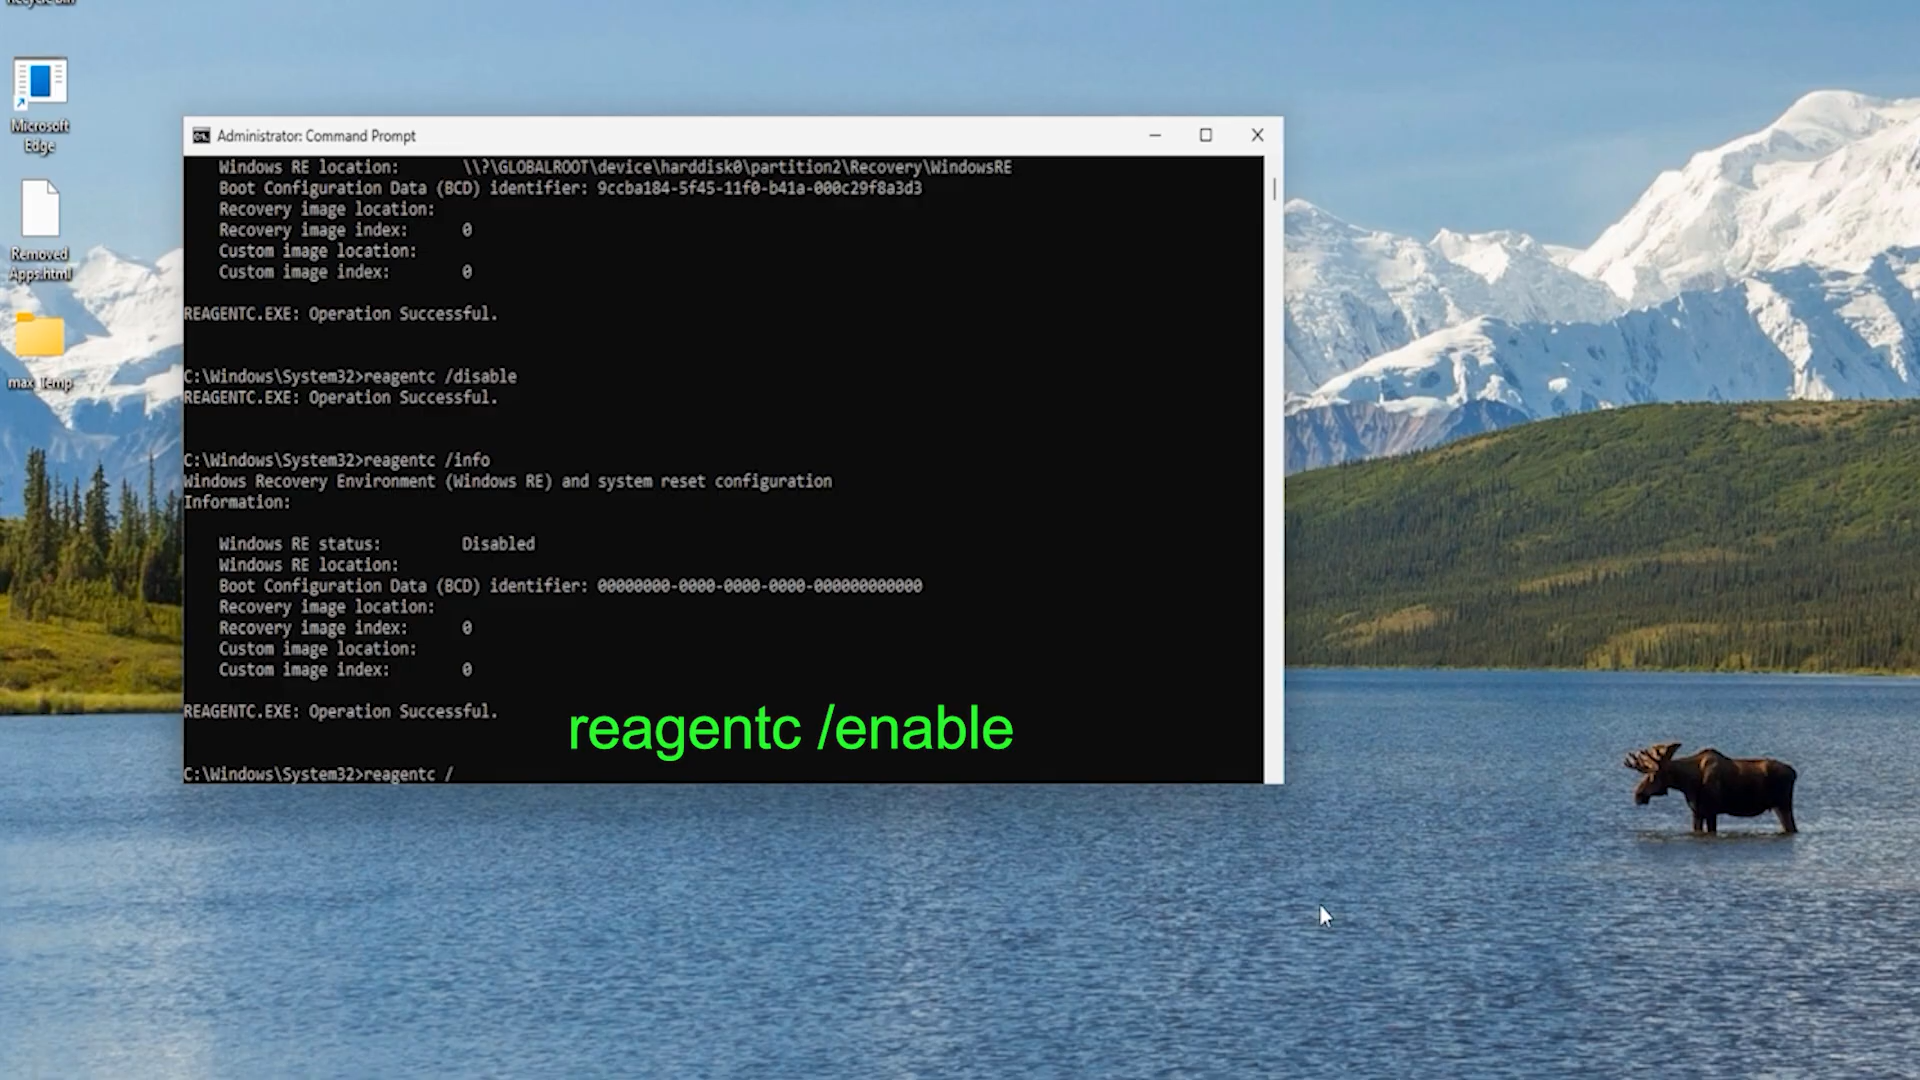 Recycle Bin
Microsoft
Edge
Removed
Apps.html
max_Temp
Administrator: Command Prompt
Windows RE location: \\?\GLOBALROOT\device\harddisk0\partition2\Recovery\WindowsRE
Boot Configuration Data (BCD) identifier: 9ccba184-5f45-11f0-b41a-000c29f8a3d3
Recovery image location:
Recovery image index: 0
Custom image location:
Custom image index: 0
REAGENTC.EXE: Operation Successful.
C:\Windows\System32>reagentc /disable
REAGENTC.EXE: Operation Successful.
C:\Windows\System32>reagentc /info
Windows Recovery Environment (Windows RE) and system reset configuration
Information:
Windows RE status: Disabled
Windows RE location:
Boot Configuration Data (BCD) identifier: 00000000-0000-0000-0000-000000000000
Recovery image location:
Recovery image index: 0
Custom image location:
Custom image index: 0
REAGENTC.EXE: Operation Successful.
reagentc /enable
C:\Windows\System32>reagentc /